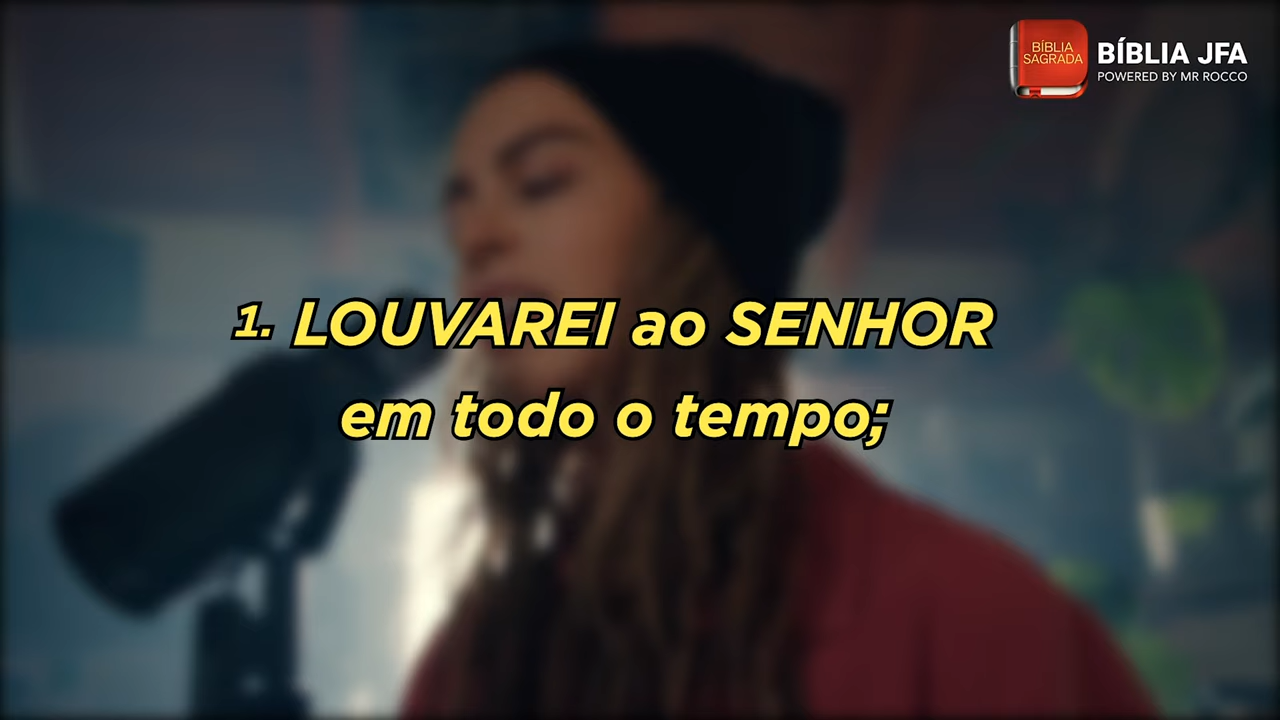 BÍBLIA
SAGRADA
BÍBLIA JFA
POWERED BY MR ROCCO
1. LOUVAREI ao SENHOR
em todo o tempo;